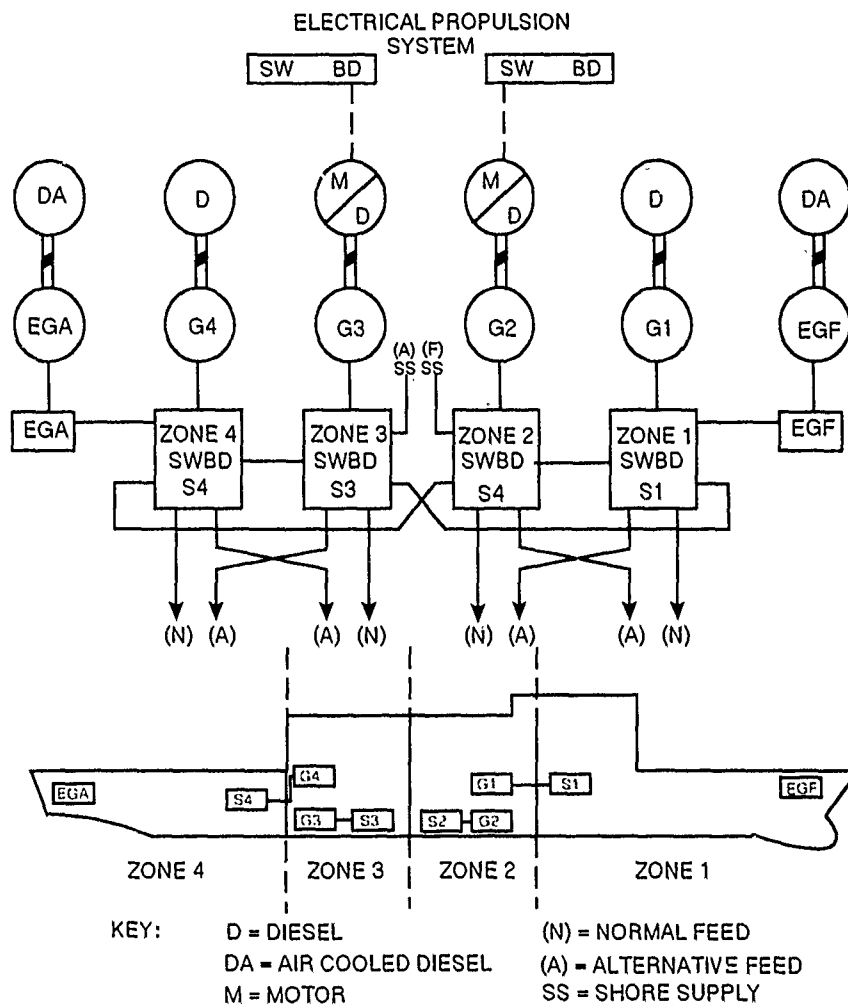 ELECTRICAL PROPULSION
SYSTEM
SW BD
SW BD
DA
D
M
D
M
D
D
DA
EGA
G4
G3
G2
G1
EGF
(A) (F)
SS SS
EGA
ZONE 4
SWBD
S4
ZONE 3
SWBD
S3
ZONE 2
SWBD
S4
ZONE 1
SWBD
S1
EGF
(N) (A) (A) (N) (N) (A) (A) (N)
EGA
S4
G4
G3
S3
S2
G2
G1
S1
EGF
ZONE 4
ZONE 3
ZONE 2
ZONE 1
KEY:
D = DIESEL
(N) = NORMAL FEED
DA = AIR COOLED DIESEL
(A) = ALTERNATIVE FEED
M = MOTOR
SS = SHORE SUPPLY